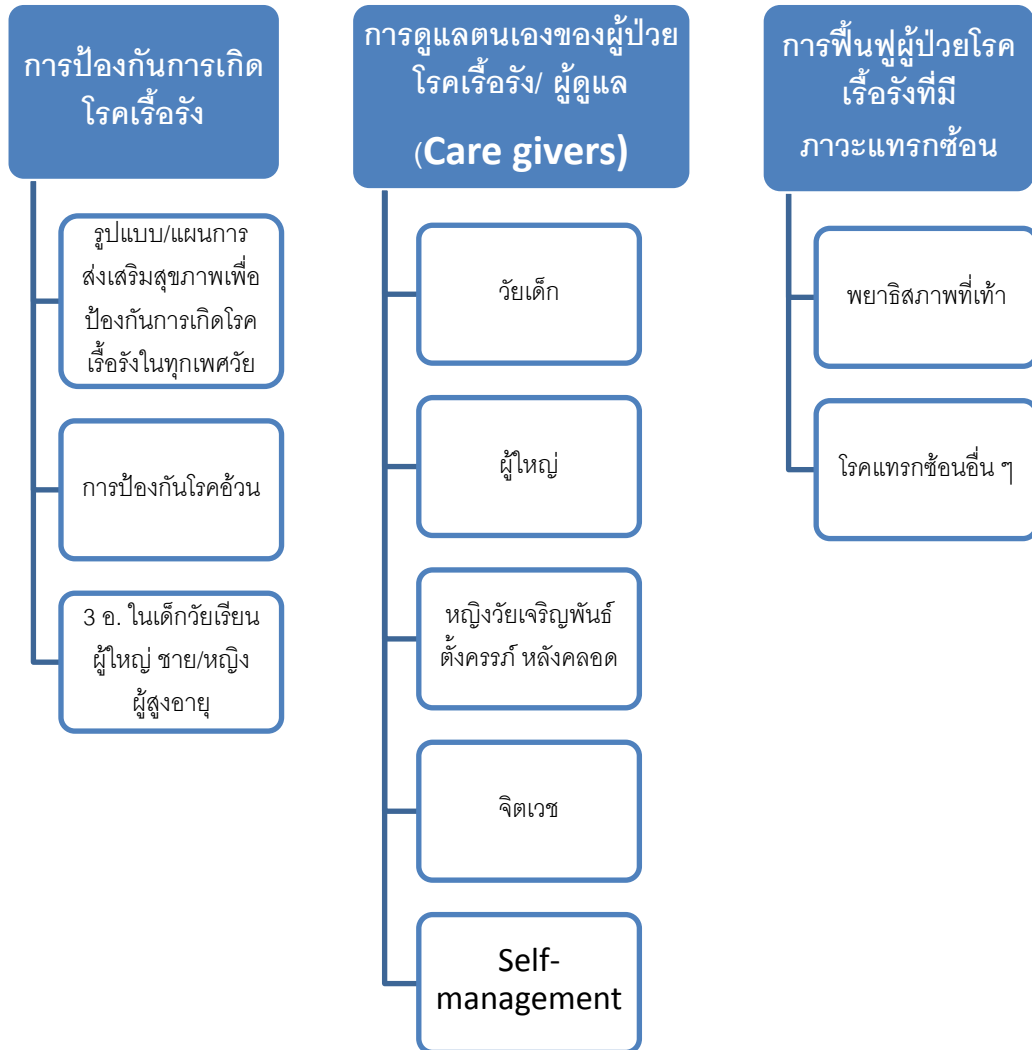 การป้องกันการเกิด
โรคเรื้อรัง
รูปแบบ/แผนการ
ส่งเสริมสุขภาพเพื่อ
ป้องกันการเกิดโรค
เรื้อรังในทุกเพศวัย
การป้องกันโรคอ้วน
3 อ. ในเด็กวัยเรียน
ผู้ใหญ่ ชาย/หญิง
ผู้สูงอายุ
การดูแลตนเองของผู้ป่วย
โรคเรื้อรัง/ ผู้ดูแล
(Care givers)
วัยเด็ก
ผู้ใหญ่
หญิงวัยเจริญพันธ์
ตั้งครรภ์ หลังคลอด
จิตเวช
Self-
management
การฟื้นฟูผู้ป่วยโรค
เรื้อรังที่มี
ภาวะแทรกซ้อน
พยาธิสภาพที่เท้า
โรคแทรกซ้อนอื่น ๆ